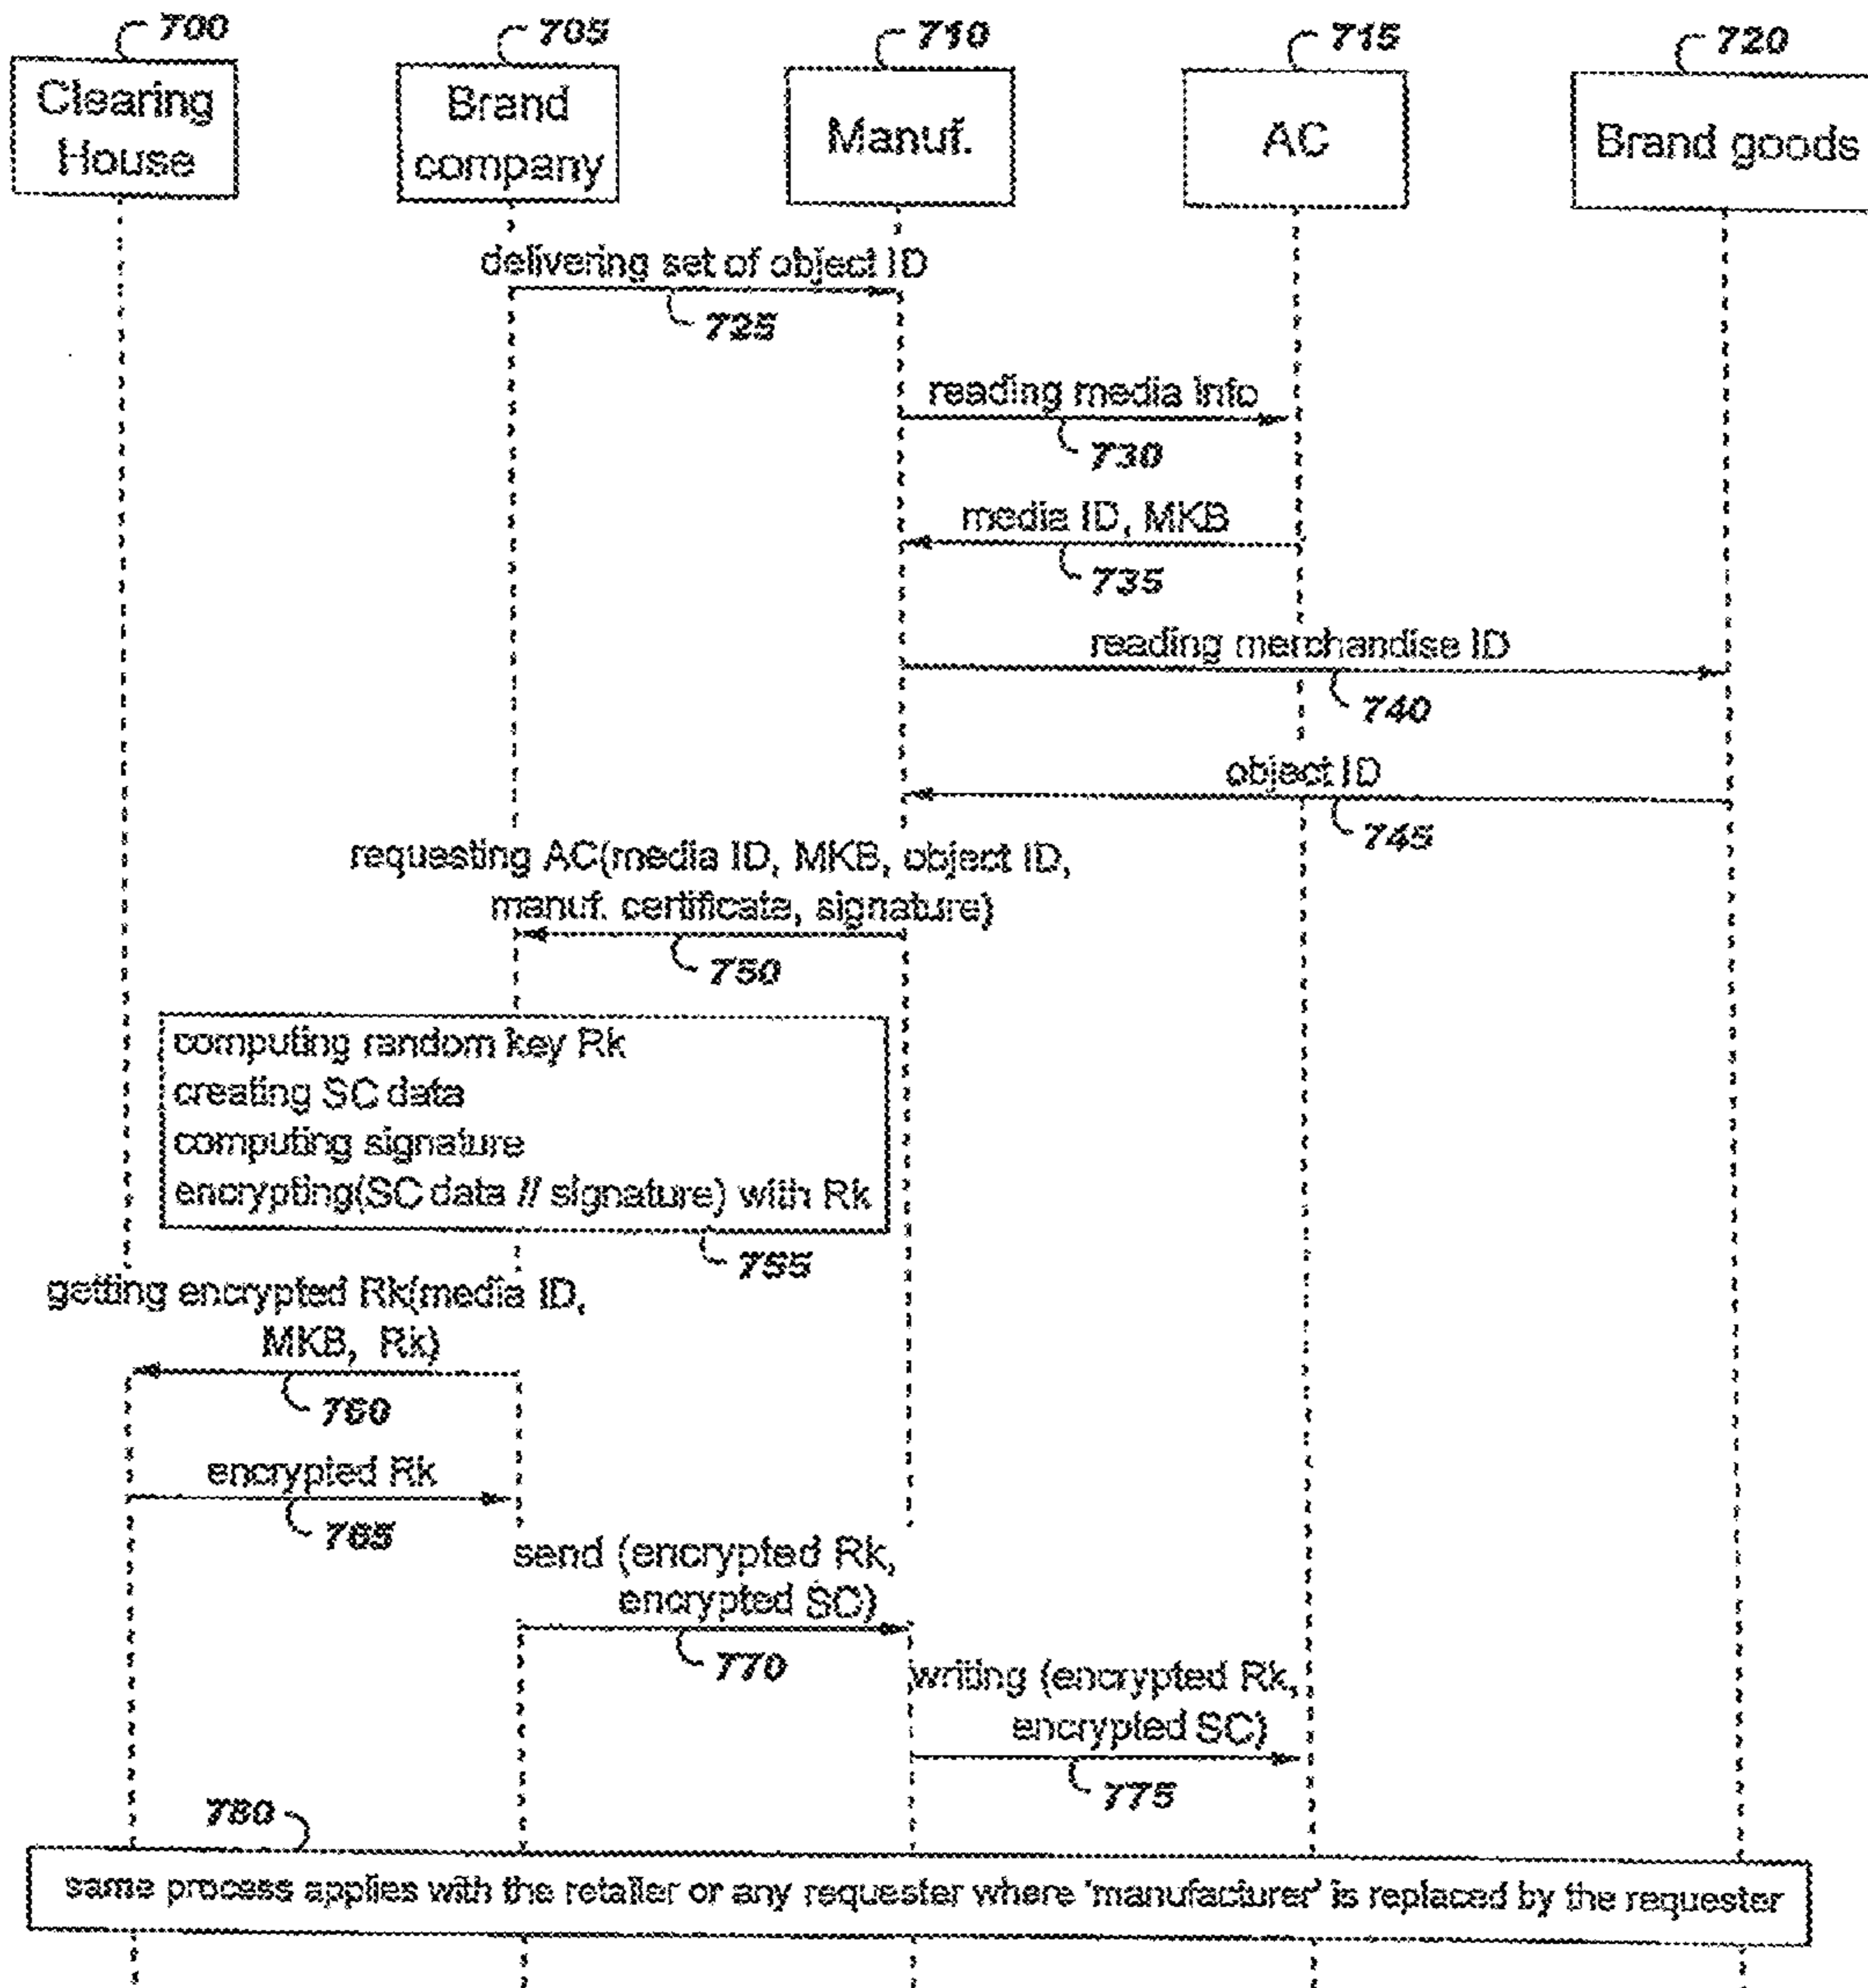 700
705
710
715
720
Clearing
House
Brand
company
Manuf.
AC
Brand goods
delivering set of object ID
725
reading media info
730
media ID, MKB
735
reading merchandise ID
740
object ID
745
requesting AC(media ID, MKB, object ID,
manuf. certificate, signature)
750
computing random key Rk
creating SC data
computing signature
encrypting(SC data // signature) with Rk
755
getting encrypted Rk(media ID,
MKB, Rk)
760
encrypted Rk
765
send (encrypted Rk,
encrypted SC)
770
writing (encrypted Rk,
encrypted SC)
775
780
same process applies with the retailer or any requester where 'manufacturer' is replaced by the requester